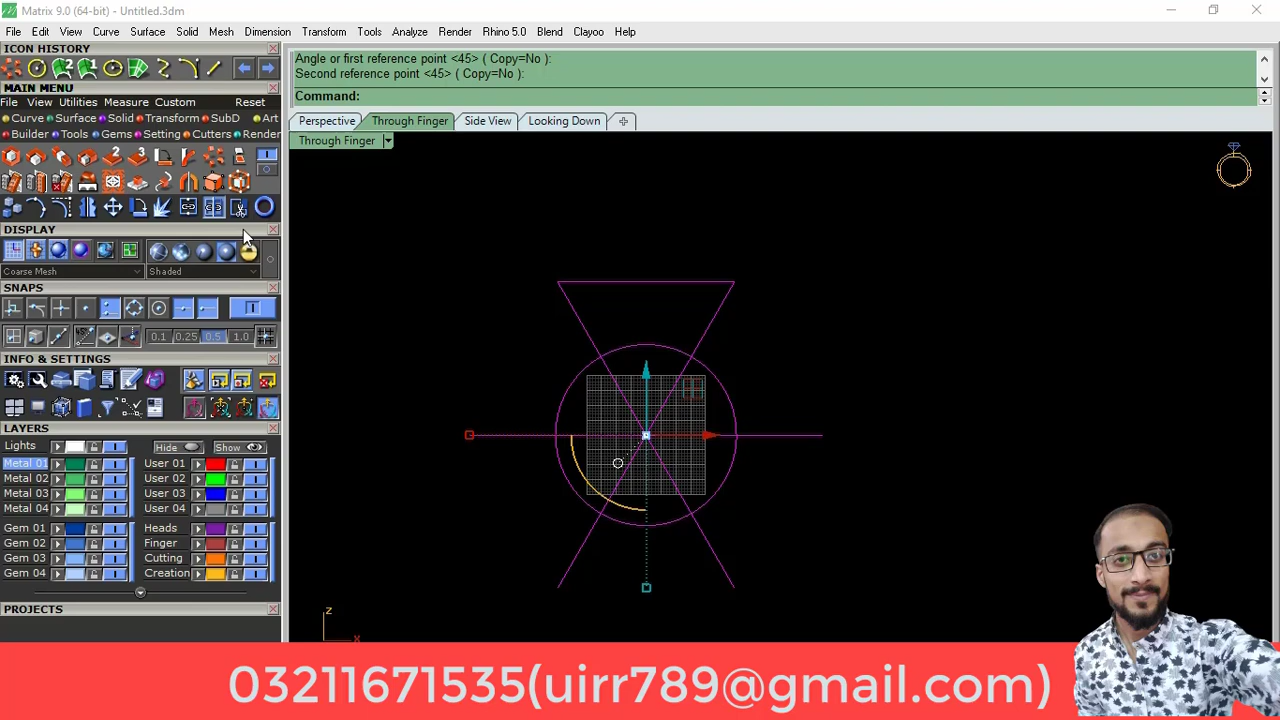 Matrix 9.0 (64-bit) - Untitled.3dm
File Edit View Curve Surface Solid Mesh Dimension Transform Tools Analyze Render Rhino 5.0 Blend Clayoo Help
ICON HISTORY
Angle or first reference point <45> ( Copy=No ):
Second reference point <45> ( Copy=No ):
Command:
MAIN MENU
File View Utilities Measure Custom Reset
Curve Surface Solid Transform SubD Art
Builder Tools Gems Setting Cutters Render
2 3
Perspective Through Finger Side View Looking Down
Through Finger
DISPLAY
Coarse Mesh Shaded
SNAPS
0.1 0.25 0.5 1.0
INFO & SETTINGS
LAYERS
Lights Hide Show
Metal 01 User 01
Metal 02 User 02
Metal 03 User 03
Metal 04 User 04
Gem 01 Heads
Gem 02 Finger
Gem 03 Cutting
Gem 04 Creation
PROJECTS
z
x
03211671535(uirr789@gmail.com)